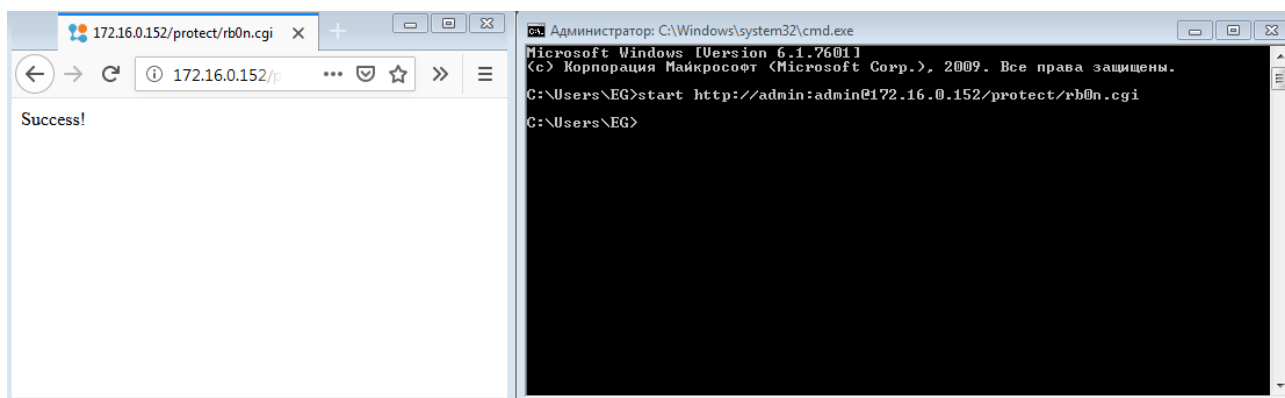 172.16.0.152/protect/rb0n.cgi
172.16.0.152/p
Success!
Администратор: C:\Windows\system32\cmd.exe
Microsoft Windows [Version 6.1.7601]
(c) Корпорация Майкрософт (Microsoft Corp.), 2009. Все права защищены.
C:\Users\EG>start http://admin:admin@172.16.0.152/protect/rb0n.cgi
C:\Users\EG>